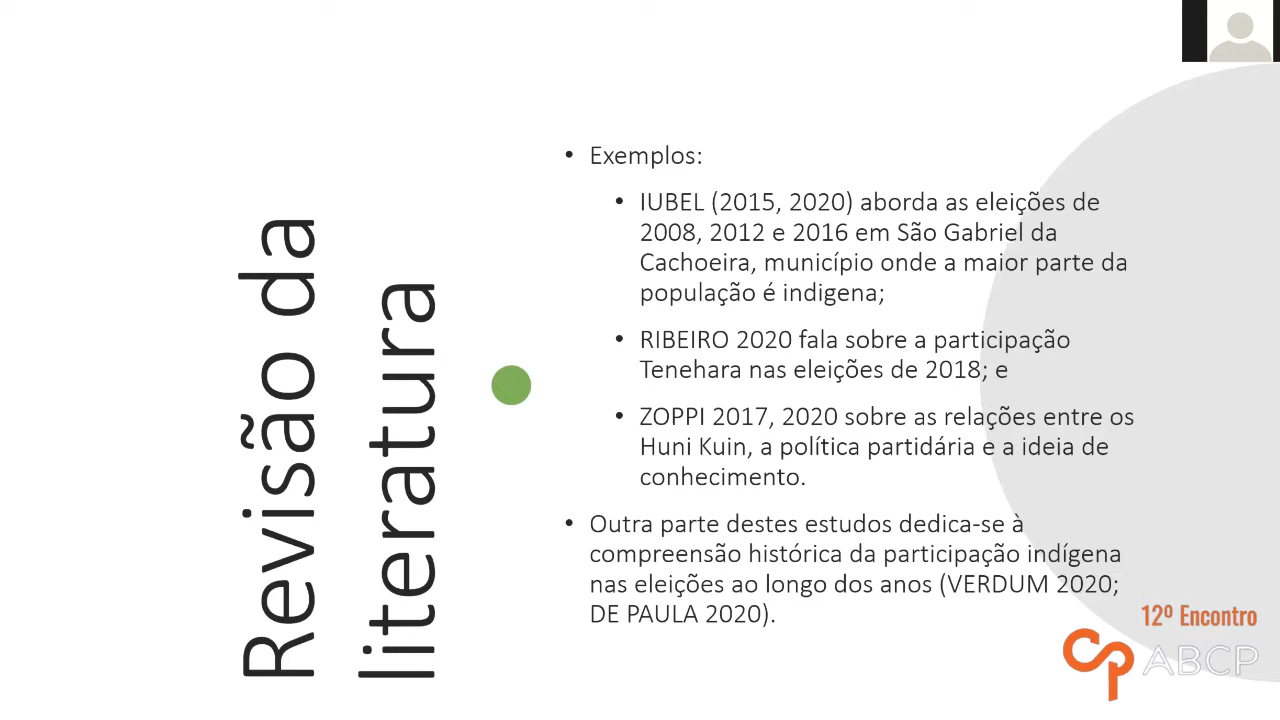 Revisão da
literatura
• Exemplos:
• IUBEL (2015, 2020) aborda as eleições de
2008, 2012 e 2016 em São Gabriel da
Cachoeira, município onde a maior parte da
população é indigena;
• RIBEIRO 2020 fala sobre a participação
Tenehara nas eleições de 2018; e
• ZOPPI 2017, 2020 sobre as relações entre os
Huni Kuin, a política partidária e a ideia de
conhecimento.
• Outra parte destes estudos dedica-se à
compreensão histórica da participação indígena
nas eleições ao longo dos anos (VERDUM 2020;
DE PAULA 2020).
12º Encontro
CP ABCP